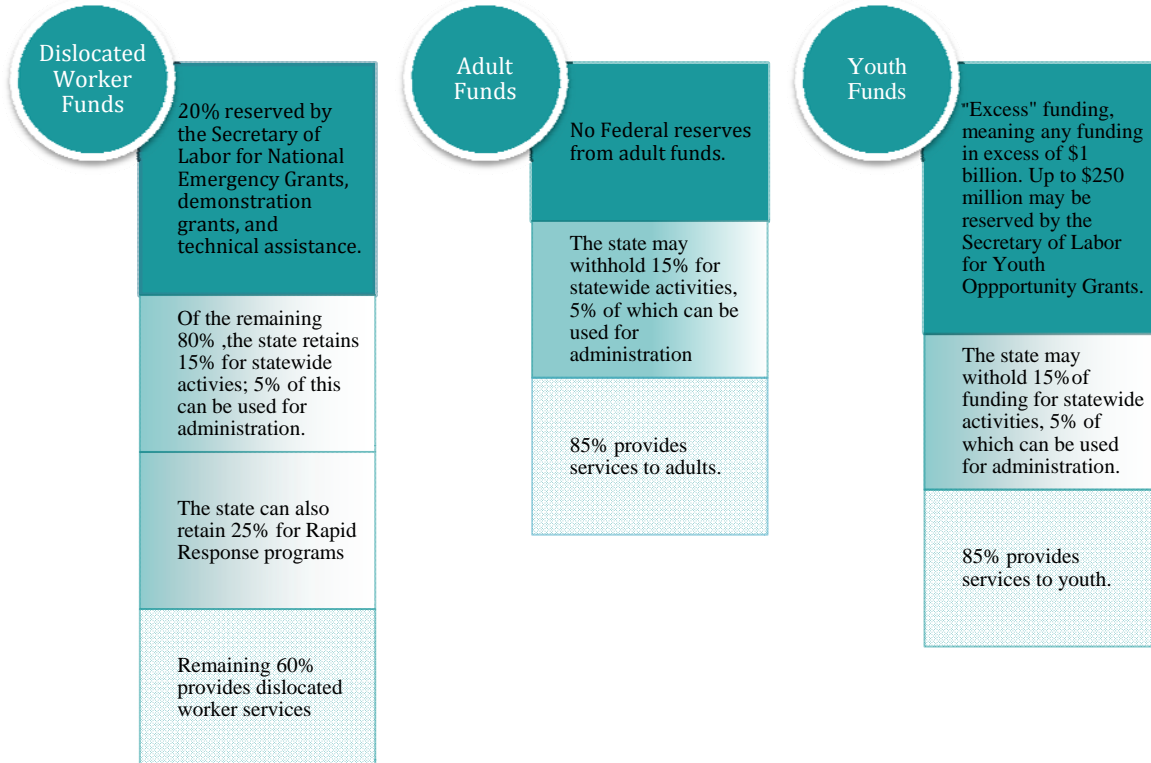 Dislocated
Worker
Funds
20% reserved by
the Secretary of
Labor for National
Emergency Grants,
demonstration
grants, and
technical assistance.
Of the remaining
80% ,the state retains
15% for statewide
activies; 5% of this
can be used for
administration.
The state can also
retain 25% for Rapid
Response programs
Remaining 60%
provides dislocated
worker services
Adult
Funds
No Federal reserves
from adult funds.
The state may
withhold 15% for
statewide activities,
5% of which can be
used for
administration
85% provides
services to adults.
Youth
Funds
"Excess" funding,
meaning any funding
in excess of $1
billion. Up to $250
million may be
reserved by the
Secretary of Labor
for Youth
Oppportunity Grants.
The state may
withold 15% of
funding for statewide
activities, 5% of
which can be used
for administration.
85% provides
services to youth.